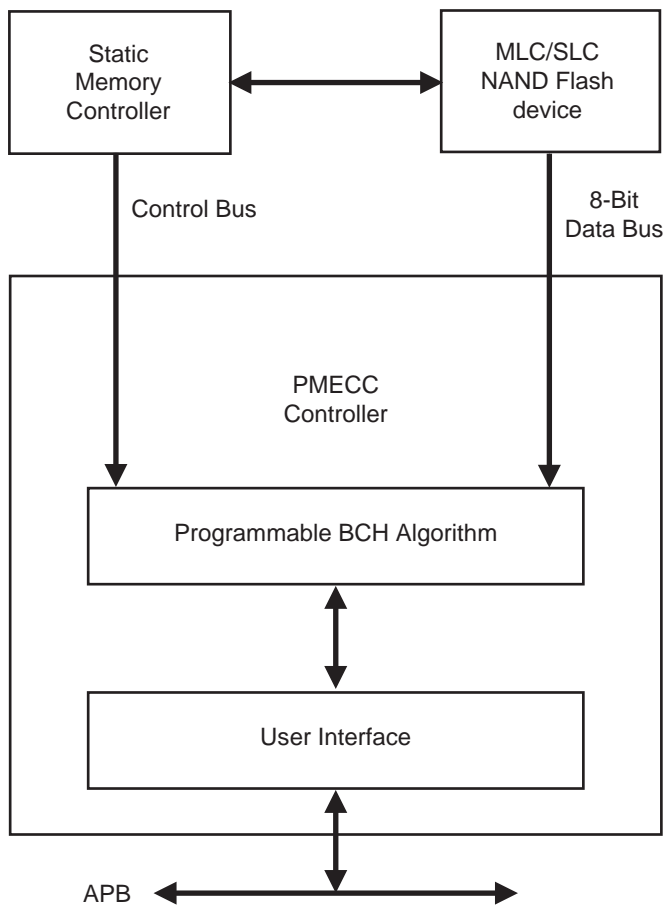 Static
Memory
Controller
MLC/SLC
NAND Flash
device
Control Bus
8-Bit
Data Bus
PMECC
Controller
Programmable BCH Algorithm
User Interface
APB